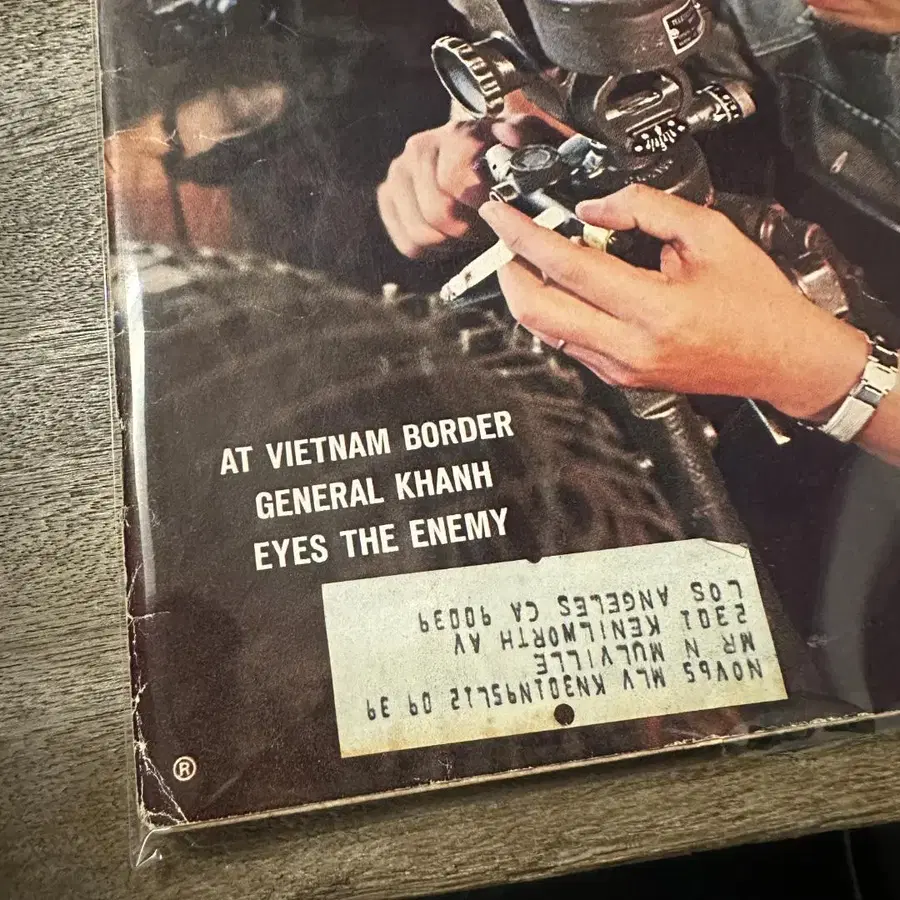 AT VIETNAM BORDER
GENERAL KHANH
EYES THE ENEMY
NOV65 MLV KN301N95L12 09 39
MR N MULVILLE
2301 KENILWORTH AV
LOS ANGELES CA 90039
®